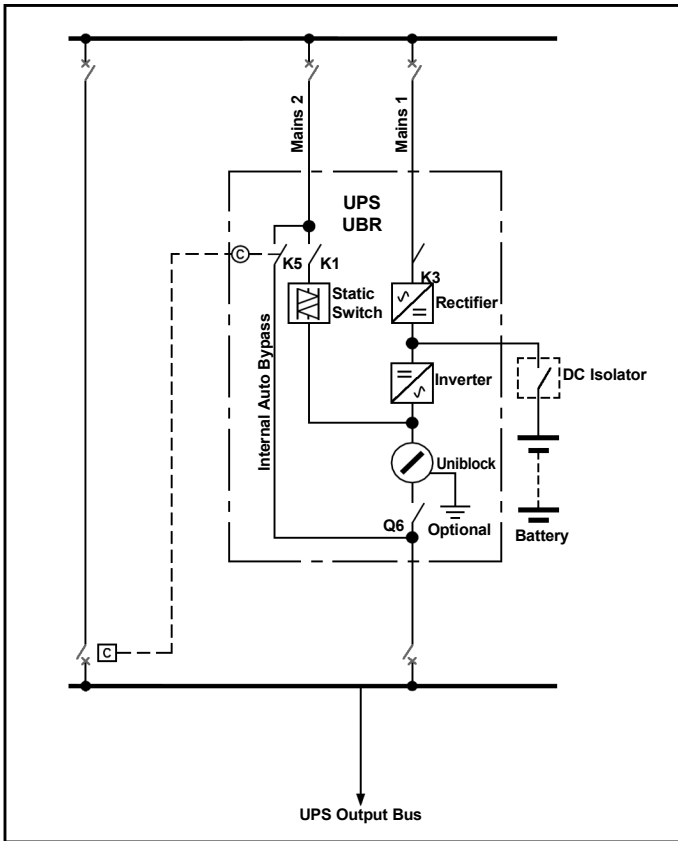 Mains 2
Mains 1
UPS
UBR
C
K5
K1
K3
Static
Switch
Rectifier
Internal Auto Bypass
Inverter
DC Isolator
Uniblock
Q6
Optional
Battery
C
UPS Output Bus